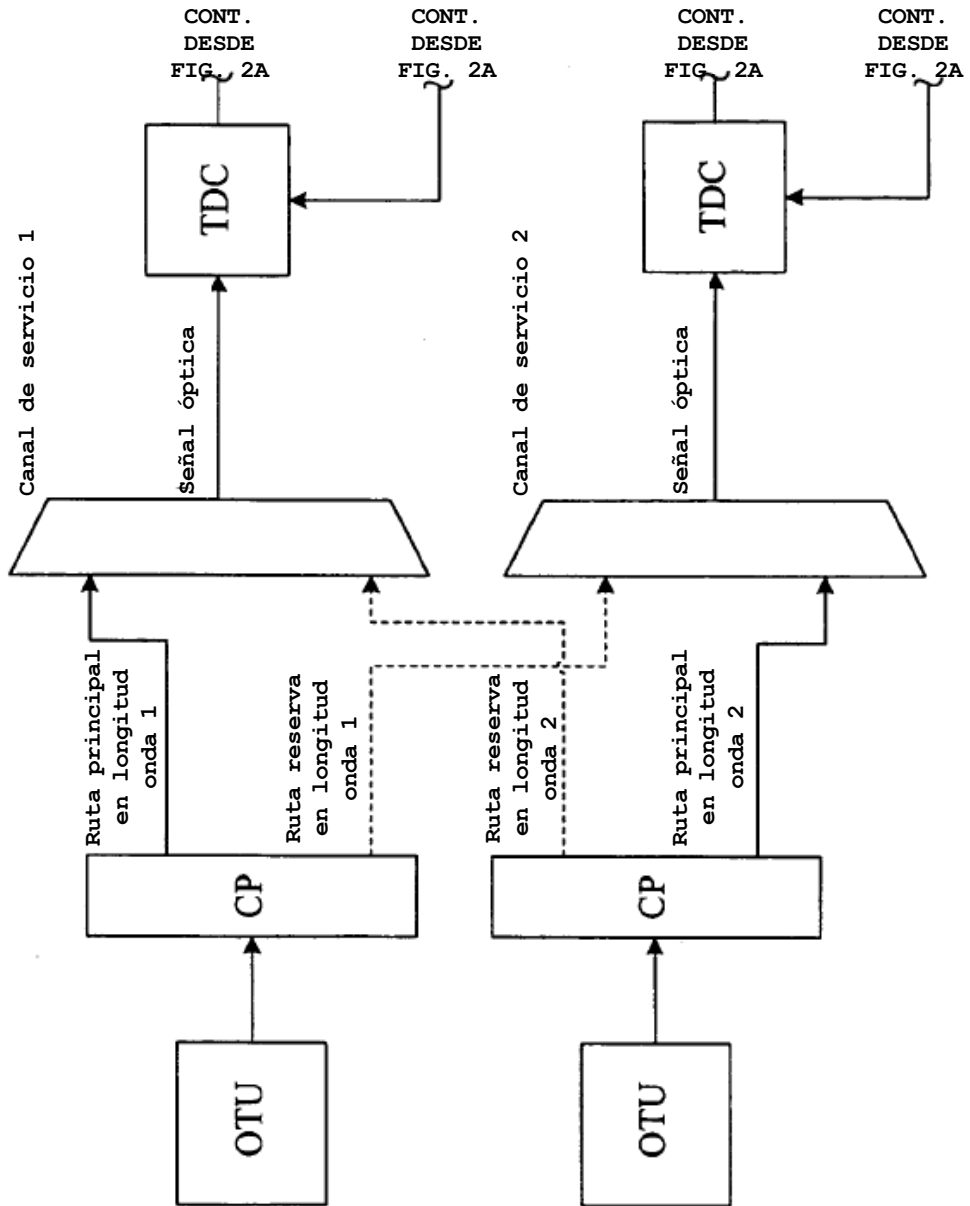 CONT.
DESDE
FIG. 2A
CONT.
DESDE
FIG. 2A
CONT.
DESDE
FIG. 2A
CONT.
DESDE
FIG. 2A
TDC
TDC
Canal de servicio 1
Señal óptica
Canal de servicio 2
Señal óptica
Ruta principal
en longitud
onda 1
Ruta reserva
en longitud
onda 1
Ruta reserva
en longitud
onda 2
Ruta principal
en longitud
onda 2
CP
CP
OTU
OTU